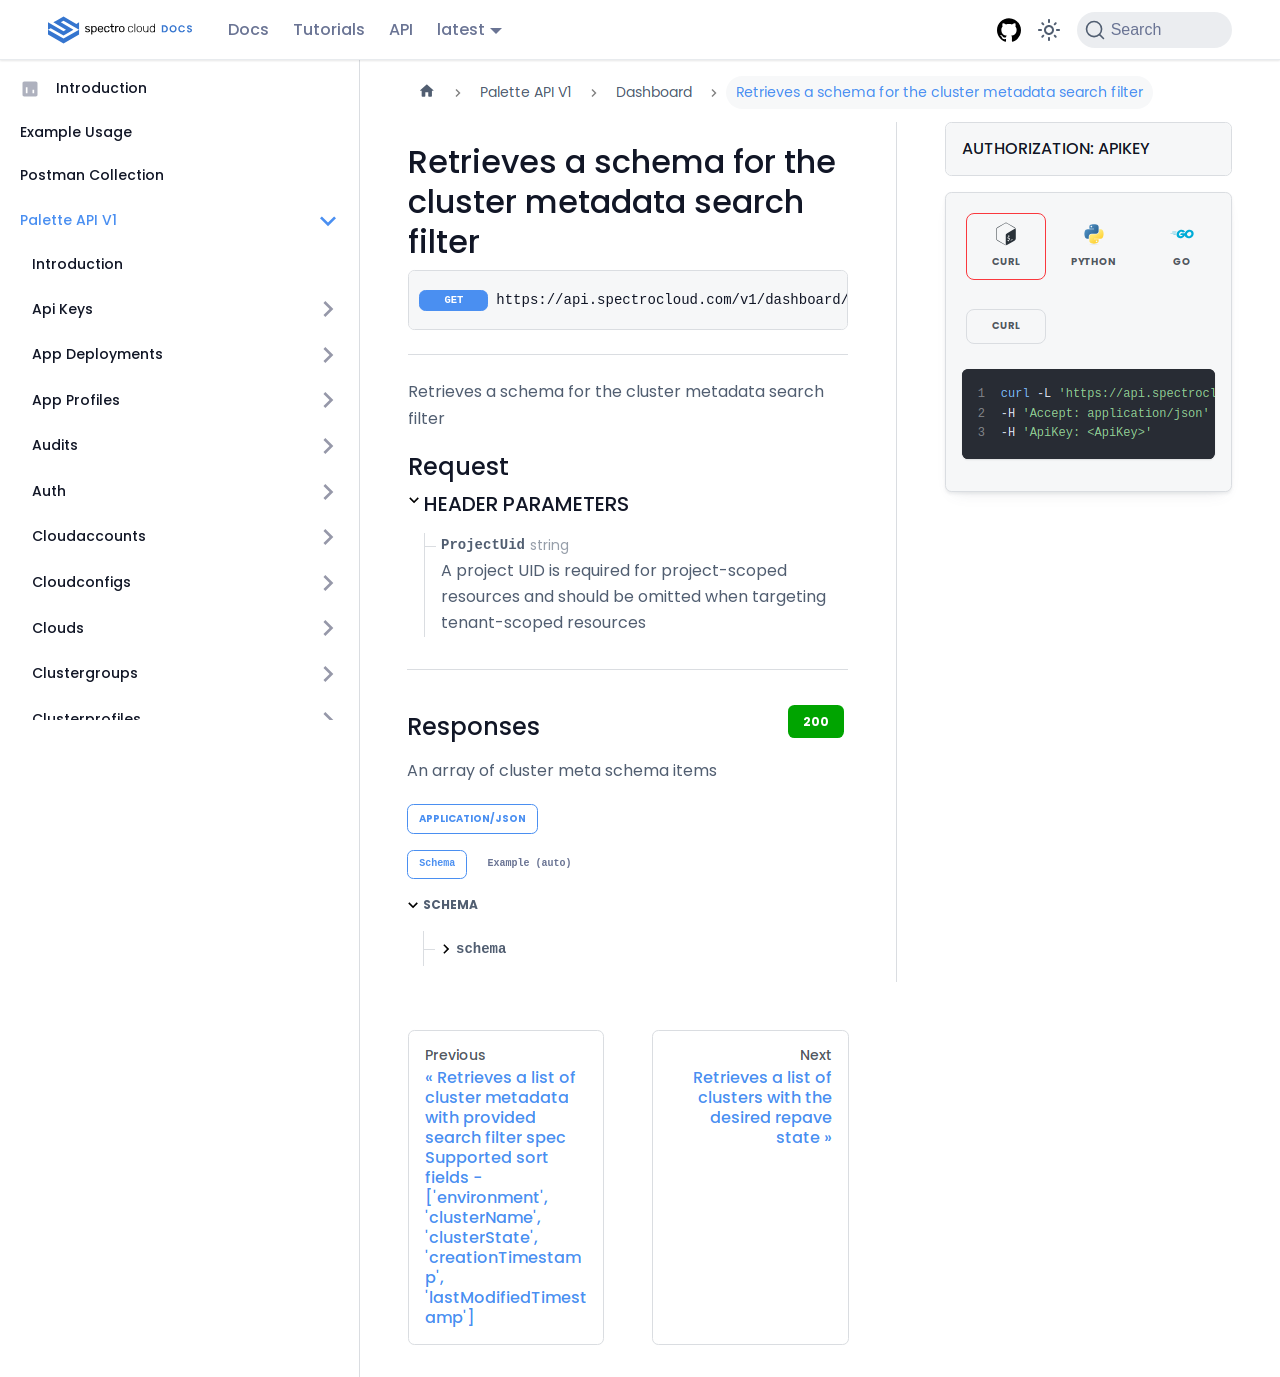 spectro cloud DOCS
Docs
Tutorials
API
latest
Search
Introduction
Example Usage
Postman Collection
Palette API V1
Introduction
Api Keys
App Deployments
App Profiles
Audits
Auth
Cloudaccounts
Cloudconfigs
Clouds
Clustergroups
Clusterprofiles
Palette API V1
Dashboard
Retrieves a schema for the cluster metadata search filter
Retrieves a schema for the
cluster metadata search
filter
GET https://api.spectrocloud.com/v1/dashboard/
Retrieves a schema for the cluster metadata search
filter
Request
HEADER PARAMETERS
ProjectUid string
A project UID is required for project-scoped
resources and should be omitted when targeting
tenant-scoped resources
Responses
200
An array of cluster meta schema items
APPLICATION/JSON
Schema
Example (auto)
SCHEMA
schema
AUTHORIZATION: APIKEY
CURL
PYTHON
GO
CURL
1 curl -L 'https://api.spectrocl
2 -H 'Accept: application/json'
3 -H 'ApiKey: <ApiKey>'
Previous
« Retrieves a list of
cluster metadata
with provided
search filter spec
Supported sort
fields -
['environment',
'clusterName',
'clusterState',
'creationTimestam
p',
'lastModifiedTimest
amp']
Next
Retrieves a list of
clusters with the
desired repave
state »